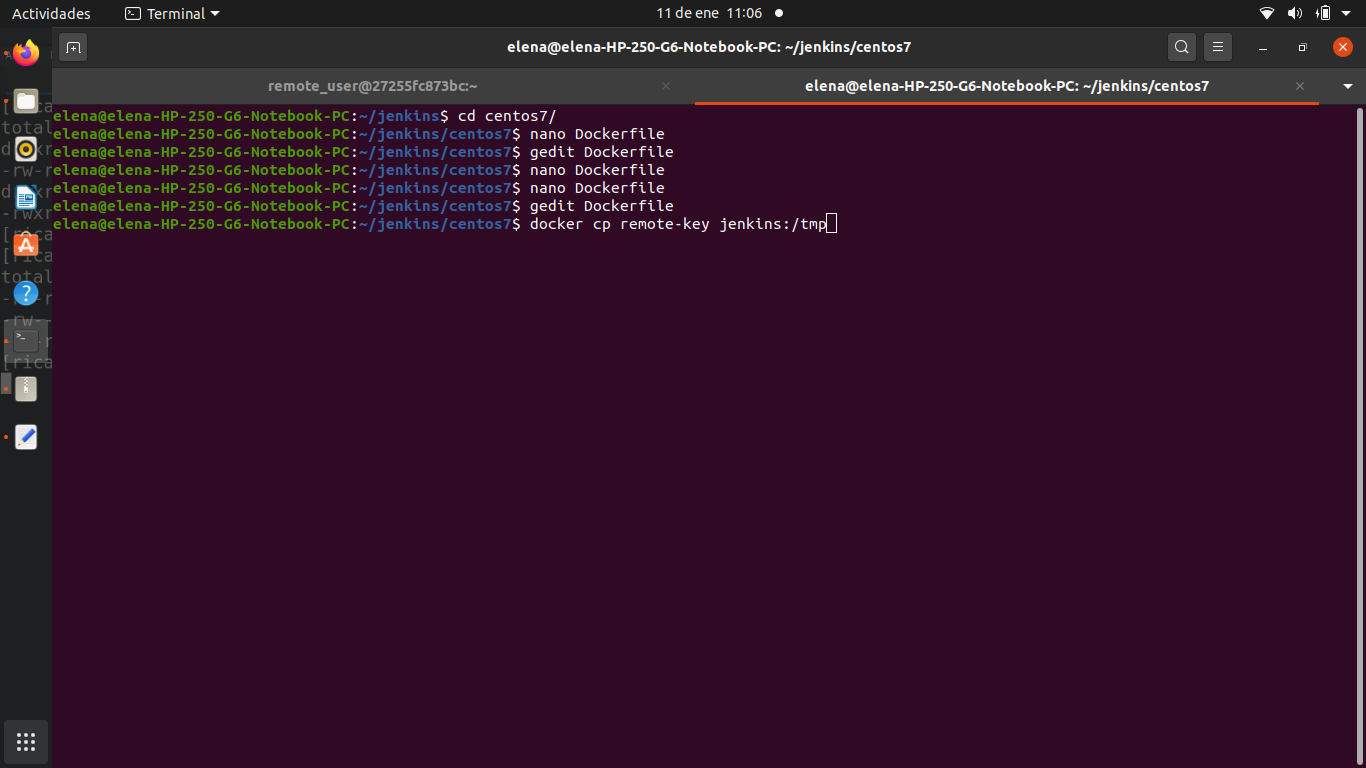 Actividades Terminal 11 de ene 11:06
elena@elena-HP-250-G6-Notebook-PC: ~/jenkins/centos7
remote_user@27255fc873bc:~ elena@elena-HP-250-G6-Notebook-PC: ~/jenkins/centos7
elena@elena-HP-250-G6-Notebook-PC:~/jenkins$ cd centos7/
elena@elena-HP-250-G6-Notebook-PC:~/jenkins/centos7$ nano Dockerfile
elena@elena-HP-250-G6-Notebook-PC:~/jenkins/centos7$ gedit Dockerfile
elena@elena-HP-250-G6-Notebook-PC:~/jenkins/centos7$ nano Dockerfile
elena@elena-HP-250-G6-Notebook-PC:~/jenkins/centos7$ nano Dockerfile
elena@elena-HP-250-G6-Notebook-PC:~/jenkins/centos7$ gedit Dockerfile
elena@elena-HP-250-G6-Notebook-PC:~/jenkins/centos7$ docker cp remote-key jenkins:/tmp